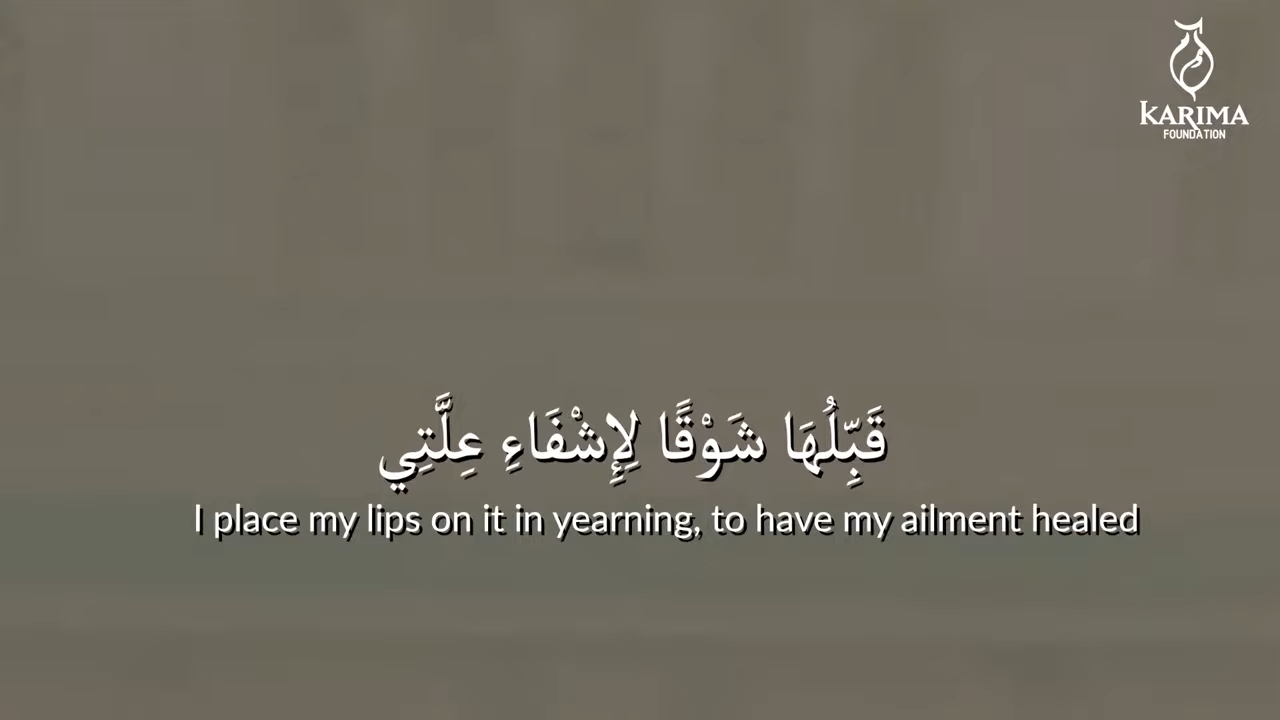 KARIMA
FOUNDATION
قَبِّلُهَا شَوْقًا لِإِشْفَاءِ عِلَّتِي
I place my lips on it in yearning, to have my ailment healed